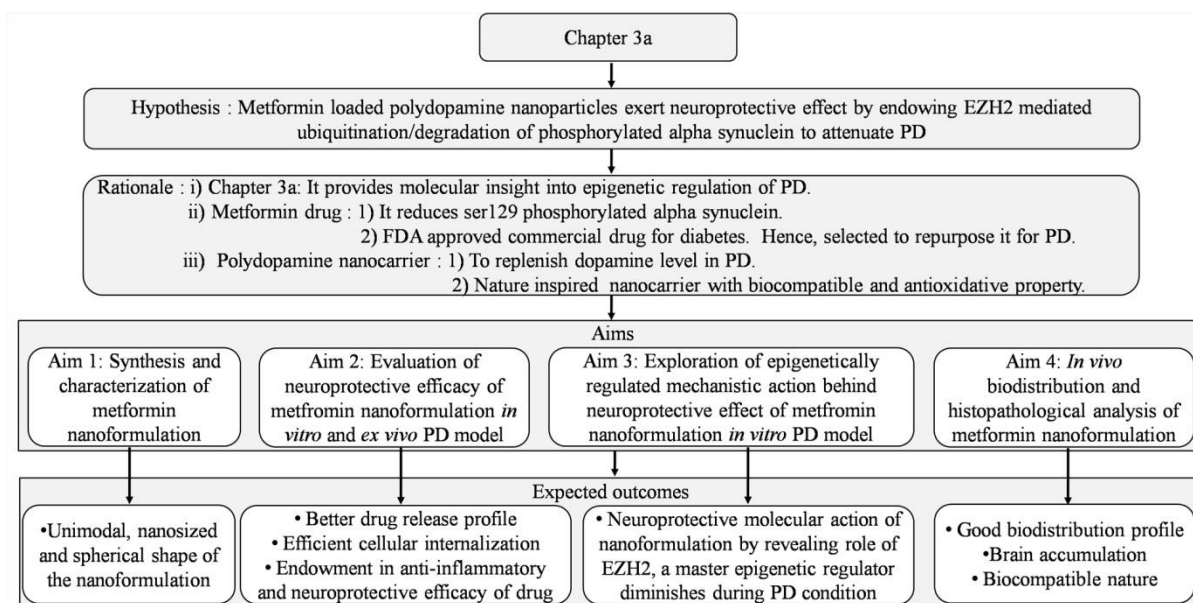 Chapter 3a
Hypothesis : Metformin loaded polydopamine nanoparticles exert neuroprotective effect by endowing EZH2 mediated
ubiquitination/degradation of phosphorylated alpha synuclein to attenuate PD
Rationale : i) Chapter 3a: It provides molecular insight into epigenetic regulation of PD.
ii) Metformin drug : 1) It reduces ser129 phosphorylated alpha synuclein.
2) FDA approved commercial drug for diabetes. Hence, selected to repurpose it for PD.
iii) Polydopamine nanocarrier : 1) To replenish dopamine level in PD.
2) Nature inspired nanocarrier with biocompatible and antioxidative property.
Aims
Aim 1: Synthesis and
characterization of
metformin
nanoformulation
Aim 2: Evaluation of
neuroprotective efficacy of
metfromin nanoformulation in
vitro and ex vivo PD model
Aim 3: Exploration of epigenetically
regulated mechanistic action behind
neuroprotective effect of metfromin
nanoformulation in vitro PD model
Aim 4: In vivo
biodistribution and
histopathological analysis of
metformin nanoformulation
Expected outcomes
•Unimodal, nanosized
and spherical shape of
the nanoformulation
•Better drug release profile
•Efficient cellular internalization
•Endowment in anti-inflammatory
and neuroprotective efficacy of drug
•Neuroprotective molecular action of
nanoformulation by revealing role of
EZH2, a master epigenetic regulator
diminishes during PD condition
•Good biodistribution profile
•Brain accumulation
•Biocompatible nature